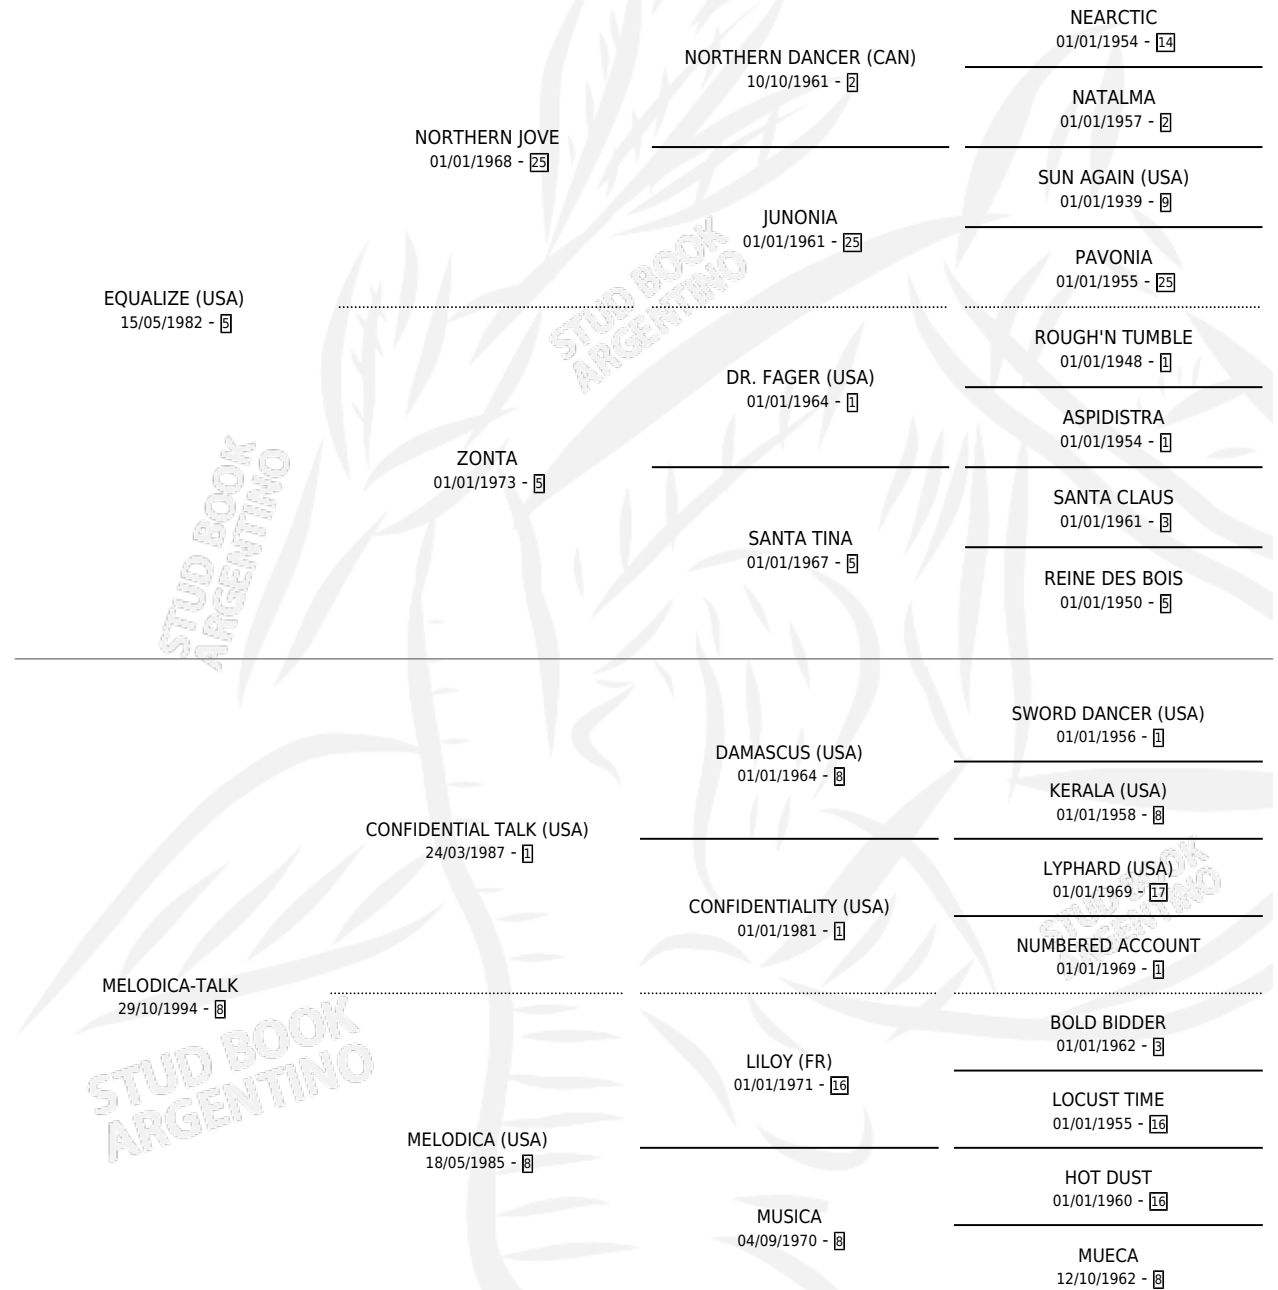 NEARCTIC
01/01/1954 - 14
NORTHERN DANCER (CAN)
10/10/1961 - 2
NATALMA
01/01/1957 - 2
NORTHERN JOVE
01/01/1968 - 25
SUN AGAIN (USA)
01/01/1939 - 9
JUNONIA
01/01/1961 - 25
PAVONIA
01/01/1955 - 25
EQUALIZE (USA)
15/05/1982 - 5
ROUGH'N TUMBLE
01/01/1948 - 1
DR. FAGER (USA)
01/01/1964 - 1
ASPIDISTRA
01/01/1954 - 1
ZONTA
01/01/1973 - 5
SANTA CLAUS
01/01/1961 - 3
SANTA TINA
01/01/1967 - 5
REINE DES BOIS
01/01/1950 - 5
SWORD DANCER (USA)
01/01/1956 - 1
DAMASCUS (USA)
01/01/1964 - 8
KERALA (USA)
01/01/1958 - 8
CONFIDENTIAL TALK (USA)
24/03/1987 - 1
LYPHARD (USA)
01/01/1969 - 17
CONFIDENTIALITY (USA)
01/01/1981 - 1
NUMBERED ACCOUNT
01/01/1969 - 1
MELODICA-TALK
29/10/1994 - 8
BOLD BIDDER
01/01/1962 - 3
LILOY (FR)
01/01/1971 - 16
LOCUST TIME
01/01/1955 - 16
MELODICA (USA)
18/05/1985 - 8
HOT DUST
01/01/1960 - 16
MUSICA
04/09/1970 - 8
MUECA
12/10/1962 - 8
STUD BOOK
ARGENTINO
STUD BOOK
ARGENTINO
STUD BOOK
ARGENTINO
STUD BOOK
ARGENTINO